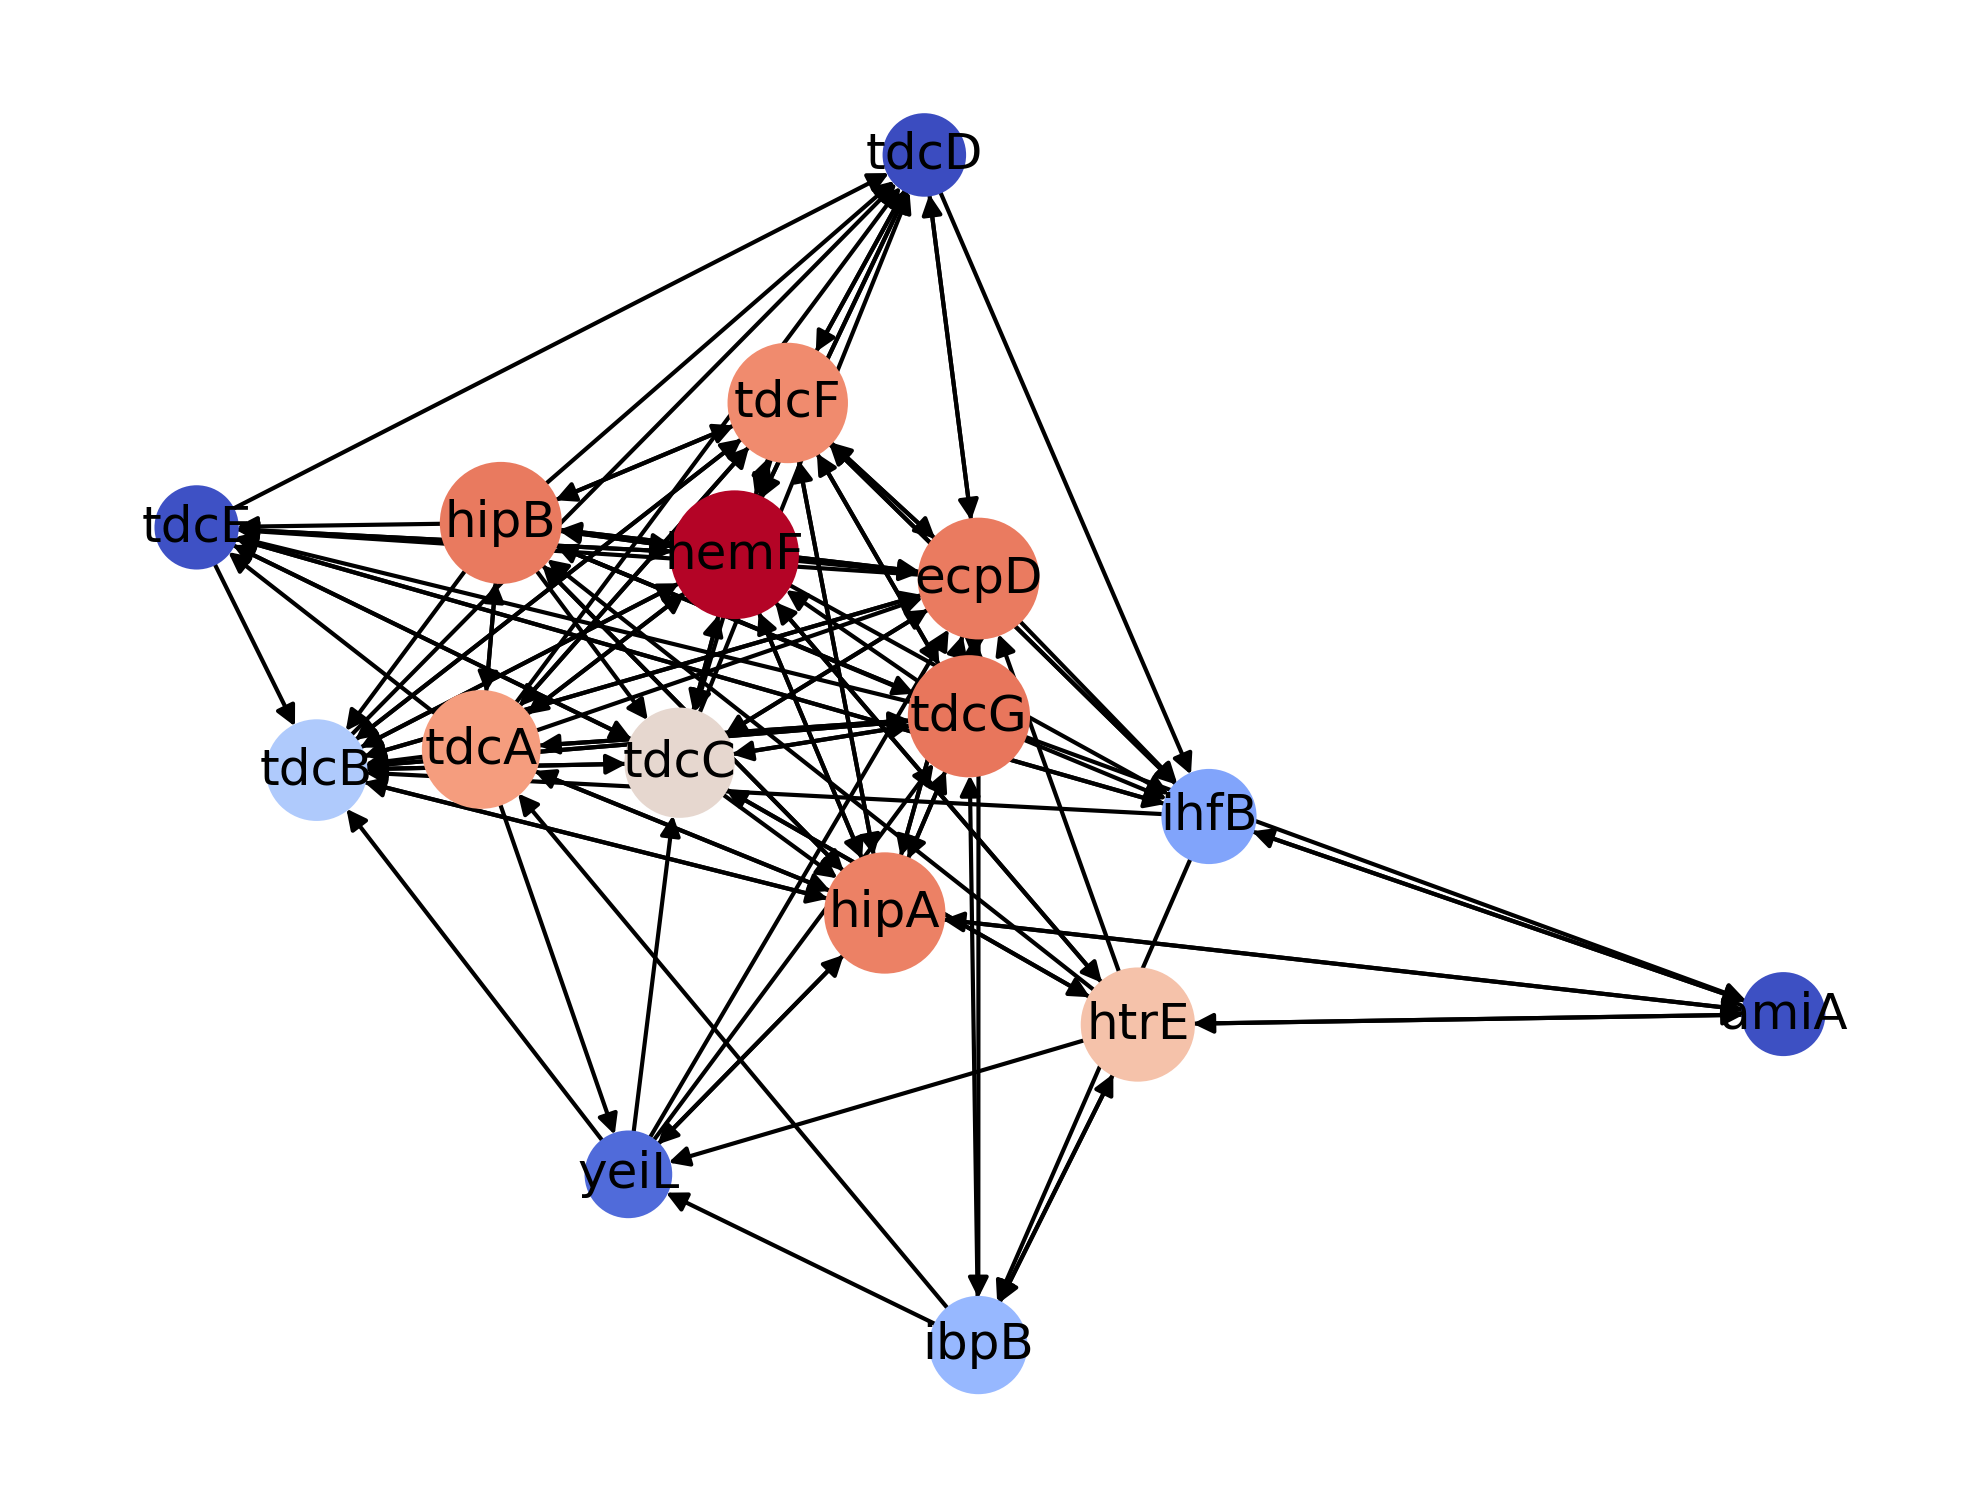 tdcD
tdcF
hipB
tdcE
hemF
ecpD
tdcG
tdcA
tdcC
tdcB
ihfB
hipA
htrE
amiA
yeiL
ibpB